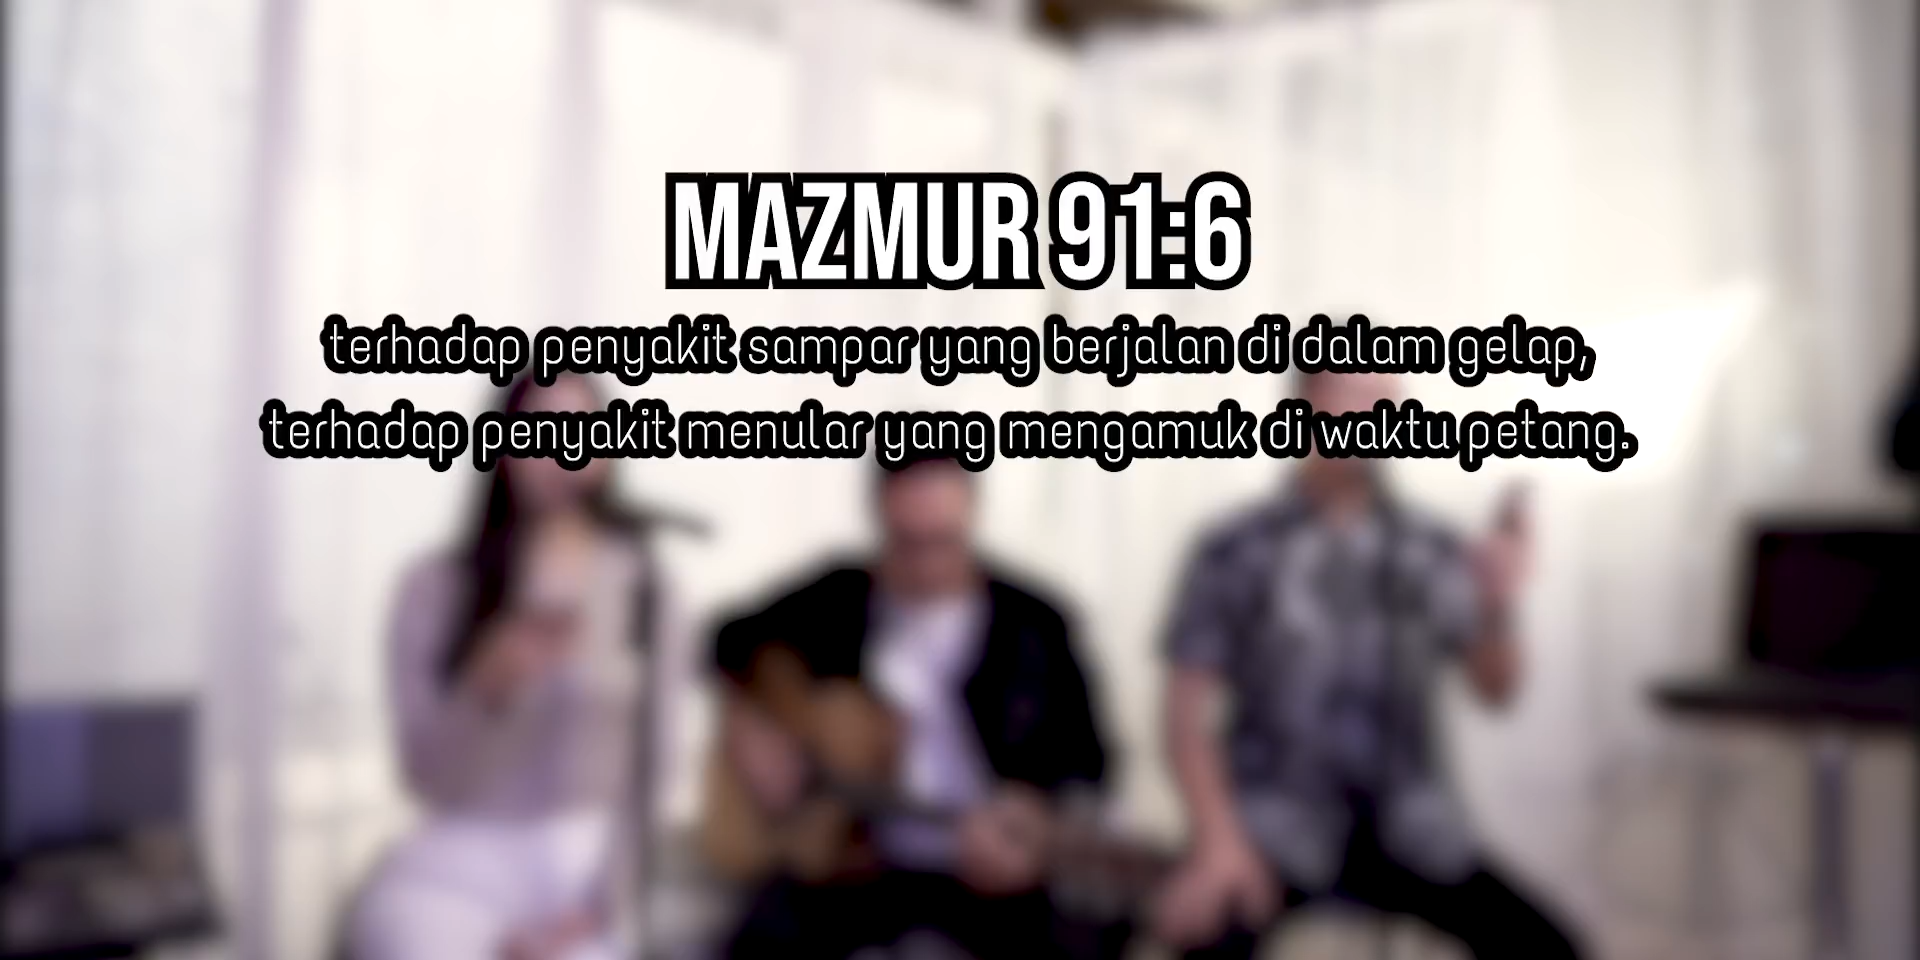 MAZMUR 91:6
terhadap penyakit sampar yang berjalan di dalam gelap,
terhadap penyakit menular yang mengamuk di waktu petang.